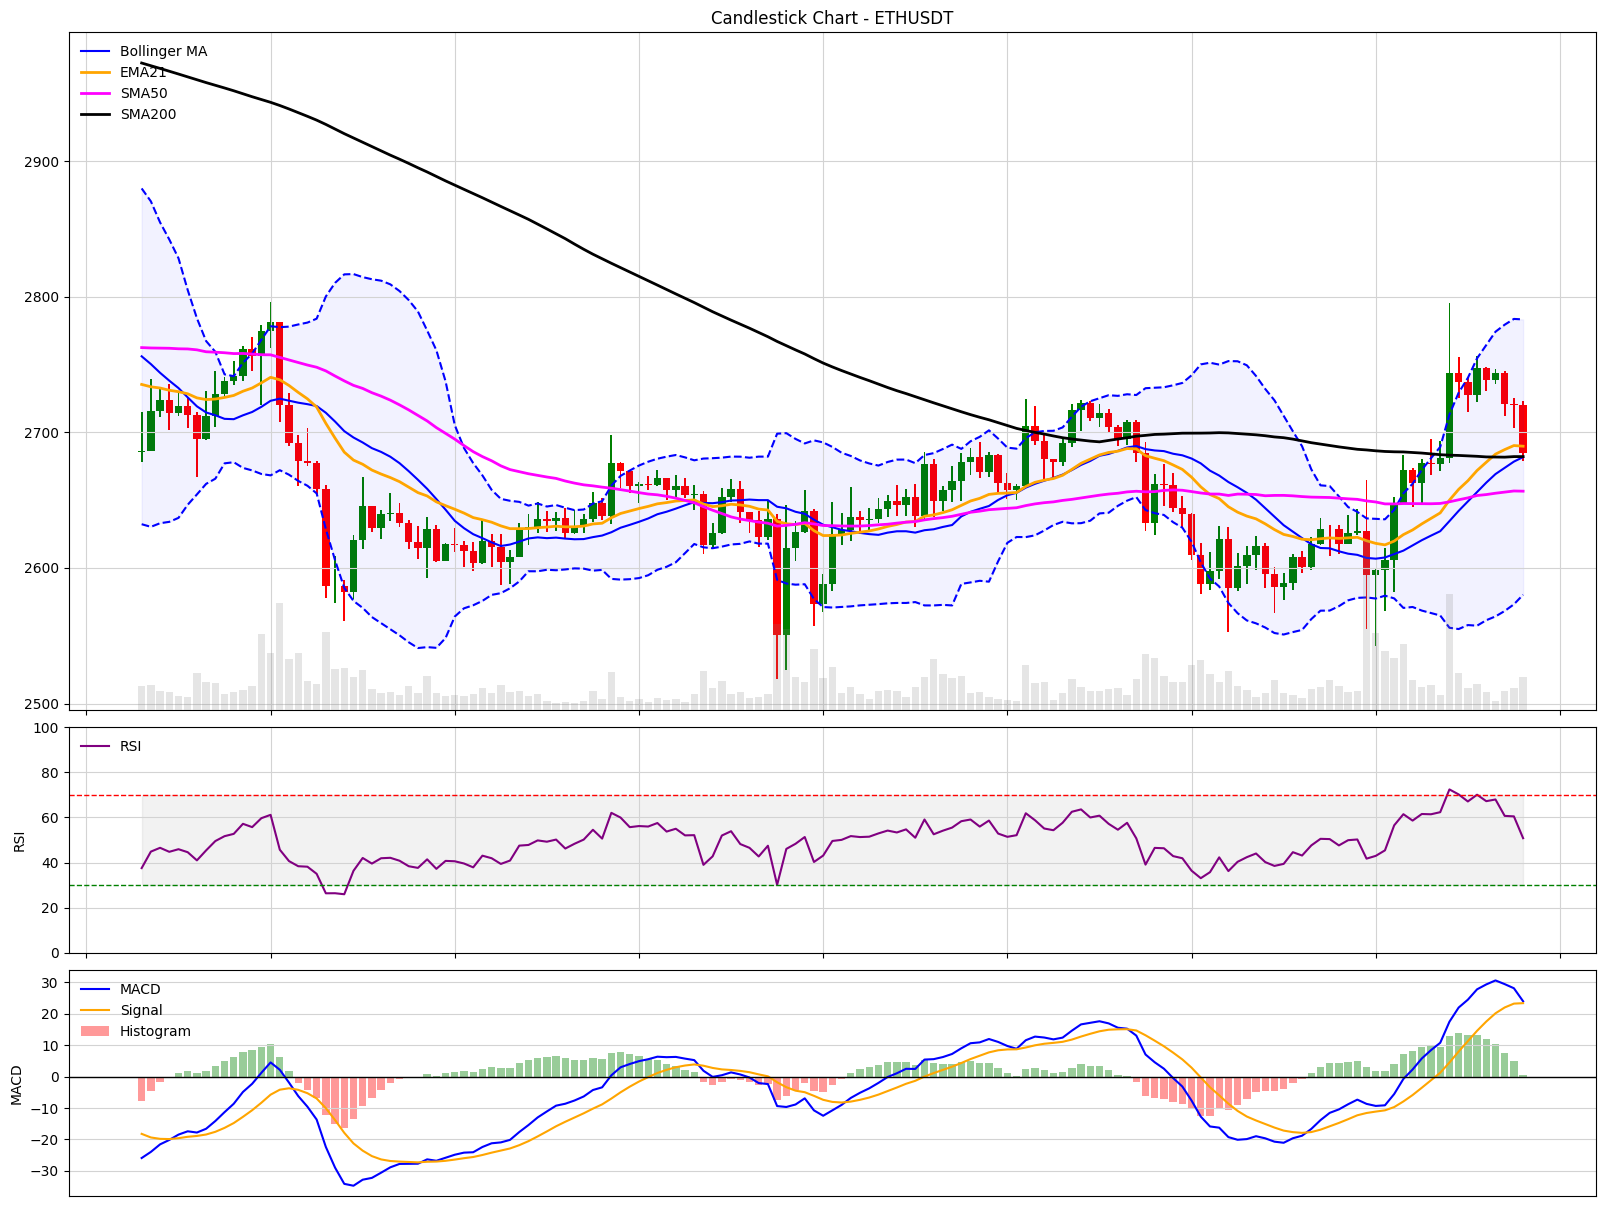 Candlestick Chart - ETHUSDT
Bollinger MA
EMA21
SMA50
SMA200
2900
2800
2700
2600
2500
100
RSI
80
60
40
20
0
RSI
30
MACD
20
Signal
10
Histogram
0
−10
−20
−30
MACD